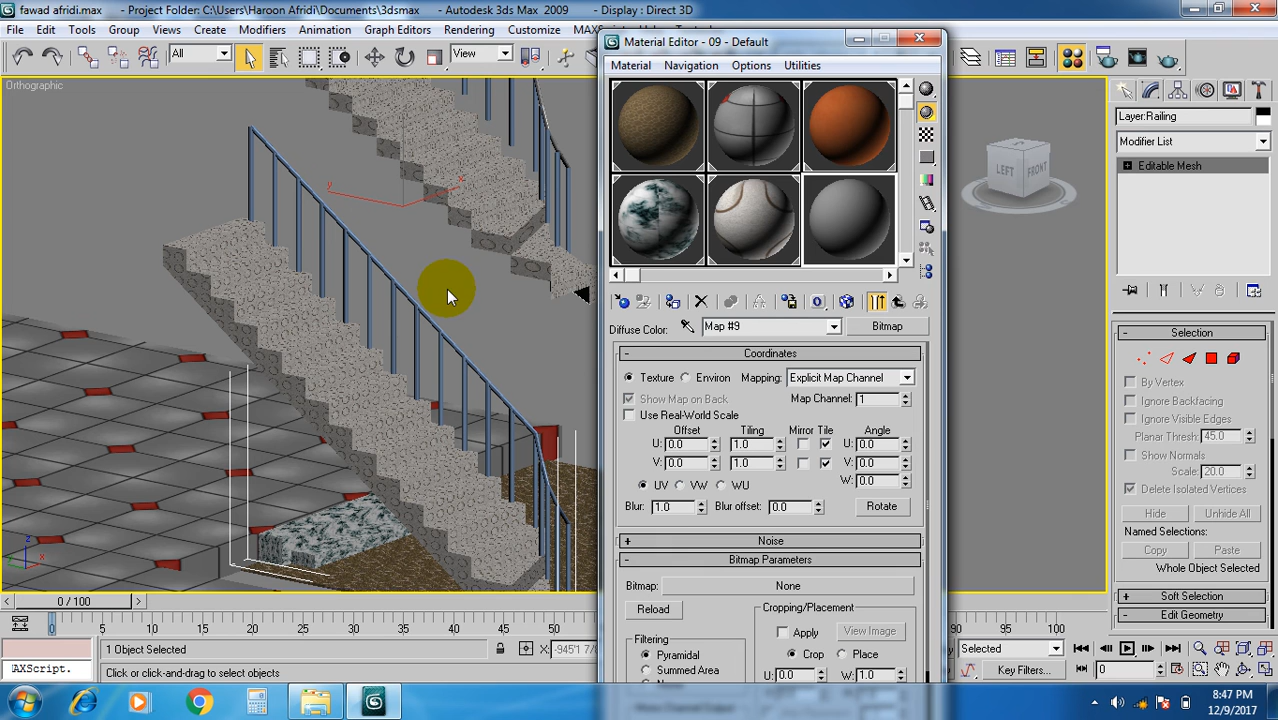 fawad afridi.max - Project Folder: C:\Users\Haroon Afridi\Documents\3dsmax - Autodesk 3ds Max 2009 - Display : Direct 3D
File Edit Tools Group Views Create Modifiers Animation Graph Editors Rendering Customize
All View
Orthographic
Material Editor - 09 - Default
Material Navigation Options Utilities
Diffuse Color: Map #9 Bitmap
- Coordinates
Texture Environ Mapping: Explicit Map Channel
Show Map on Back Map Channel: 1
Use Real-World Scale
Offset Tiling Mirror Tile Angle
U: 0.0 1.0 U: 0.0
V: 0.0 1.0 V: 0.0
W: 0.0
UV VW WU
Blur: 1.0 Blur offset: 0.0 Rotate
+ Noise
- Bitmap Parameters
Bitmap: None
Reload
Cropping/Placement
Apply View Image
Crop Place
U: 0.0 W: 1.0
Filtering
Pyramidal
Summed Area
LEFT FRONT
y x
z x
Layer:Railing
Modifier List
Editable Mesh
- Selection
By Vertex
Ignore Backfacing
Ignore Visible Edges
Planar Thresh: 45.0
Show Normals
Scale: 20.0
Delete Isolated Vertices
Hide Unhide All
Named Selections:
Copy Paste
Whole Object Selected
+ Soft Selection
- Edit Geometry
0 / 100
0 5 10 15 20 25 30 35 40 45 50 55 90 95 100
1 Object Selected X:
AXScript. Click or click-and-drag to select objects
Selected
Key Filters... 0
8:47 PM
12/9/2017